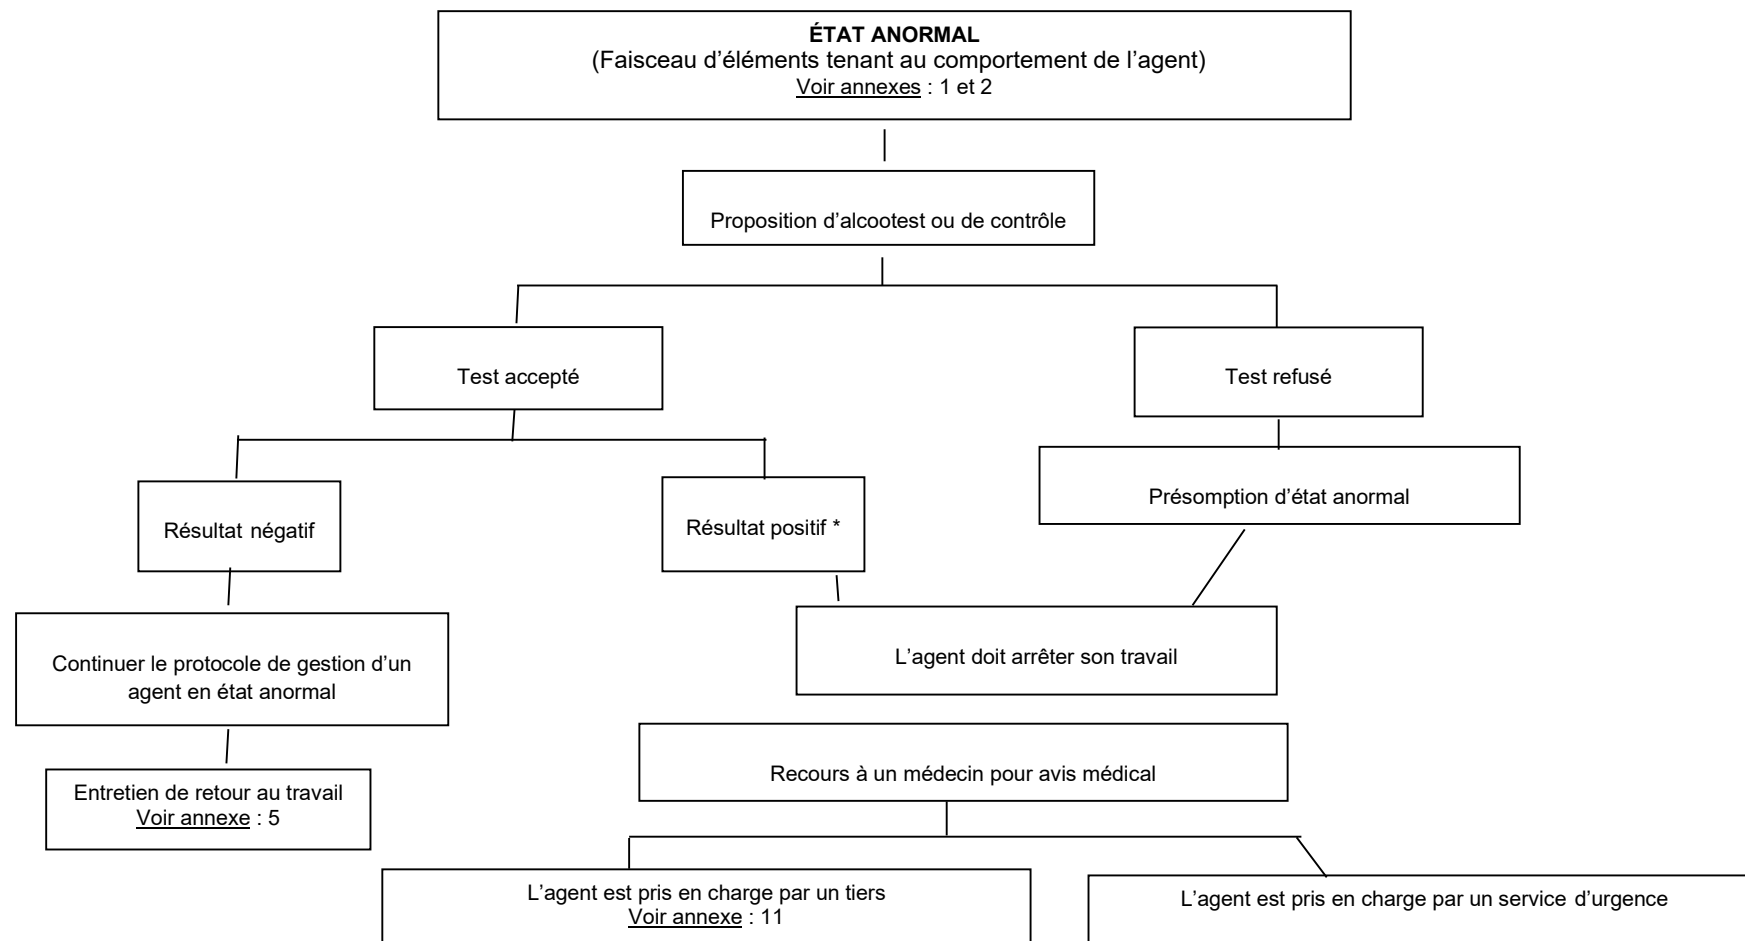 ÉTAT ANORMAL
(Faisceau d’éléments tenant au comportement de l’agent)
Voir annexes : 1 et 2
Proposition d’alcootest ou de contrôle
Test accepté
Test refusé
Présomption d’état anormal
Résultat négatif
Résultat positif *
Continuer le protocole de gestion d’un
agent en état anormal
L’agent doit arrêter son travail
Recours à un médecin pour avis médical
Entretien de retour au travail
Voir annexe : 5
L’agent est pris en charge par un tiers
Voir annexe : 11
L’agent est pris en charge par un service d’urgence